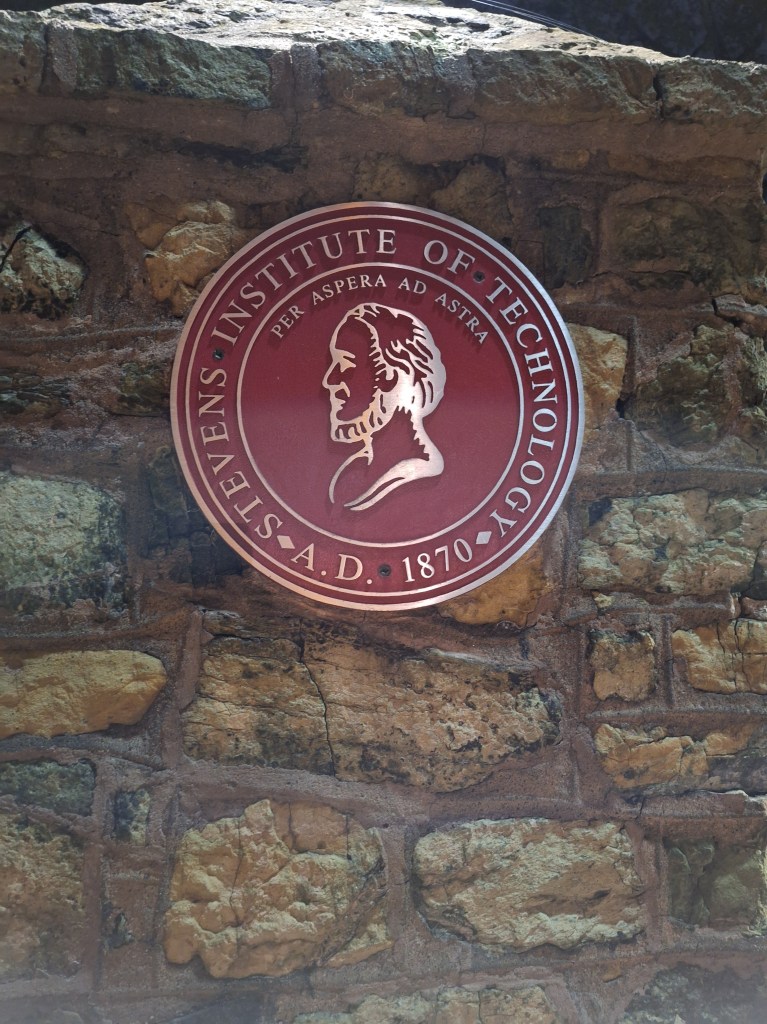 STEVENS INSTITUTE OF TECHNOLOGY
PER ASPERA AD ASTRA
A.D. 1870